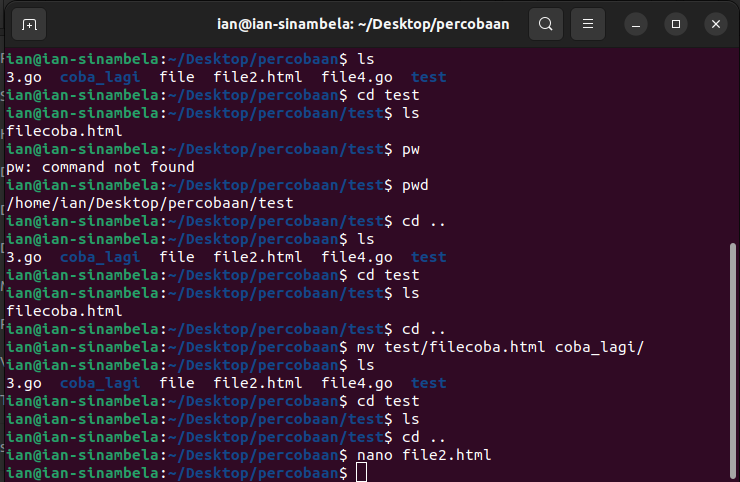 ian@ian-sinambela: ~/Desktop/percobaan
ian@ian-sinambela:~/Desktop/percobaan$ ls
3.go  coba_lagi  file  file2.html  file4.go  test
ian@ian-sinambela:~/Desktop/percobaan$ cd test
ian@ian-sinambela:~/Desktop/percobaan/test$ ls
filecoba.html
ian@ian-sinambela:~/Desktop/percobaan/test$ pw
pw: command not found
ian@ian-sinambela:~/Desktop/percobaan/test$ pwd
/home/ian/Desktop/percobaan/test
ian@ian-sinambela:~/Desktop/percobaan/test$ cd ..
ian@ian-sinambela:~/Desktop/percobaan$ ls
3.go  coba_lagi  file  file2.html  file4.go  test
ian@ian-sinambela:~/Desktop/percobaan$ cd test
ian@ian-sinambela:~/Desktop/percobaan/test$ ls
filecoba.html
ian@ian-sinambela:~/Desktop/percobaan/test$ cd ..
ian@ian-sinambela:~/Desktop/percobaan$ mv test/filecoba.html coba_lagi/
ian@ian-sinambela:~/Desktop/percobaan$ ls
3.go  coba_lagi  file  file2.html  file4.go  test
ian@ian-sinambela:~/Desktop/percobaan$ cd test
ian@ian-sinambela:~/Desktop/percobaan/test$ ls
ian@ian-sinambela:~/Desktop/percobaan/test$ cd ..
ian@ian-sinambela:~/Desktop/percobaan$ nano file2.html
ian@ian-sinambela:~/Desktop/percobaan$